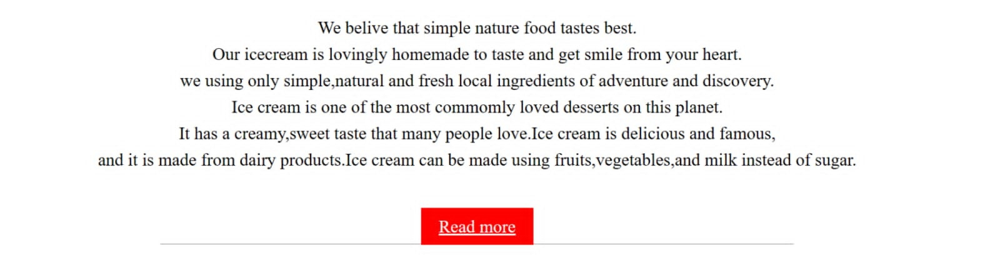 We belive that simple nature food tastes best.
Our icecream is lovingly homemade to taste and get smile from your heart.
we using only simple,natural and fresh local ingredients of adventure and discovery.
Ice cream is one of the most commomly loved desserts on this planet.
It has a creamy,sweet taste that many people love.Ice cream is delicious and famous,
and it is made from dairy products.Ice cream can be made using fruits,vegetables,and milk instead of sugar.
Read more